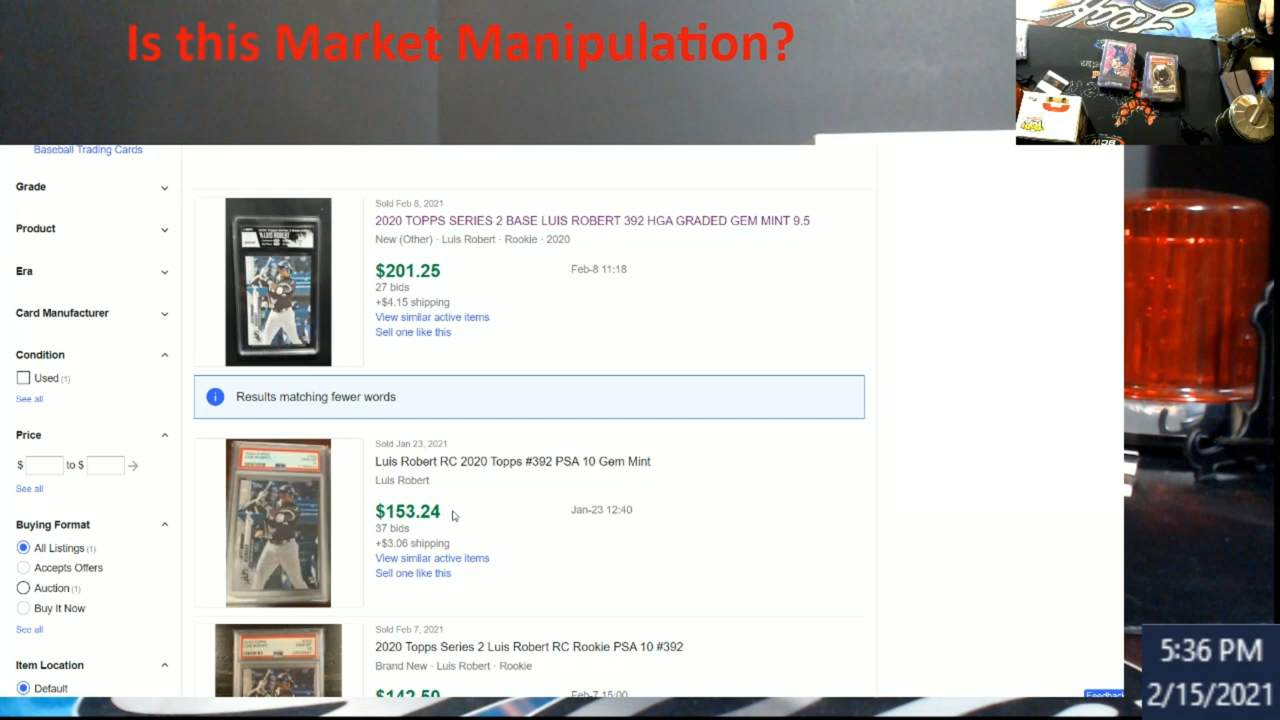 Is this Market Manipulation?
Baseball Trading Cards
Grade
Product
Era
Card Manufacturer
Condition
Used (1)
See all
Price
$ to $
See all
Buying Format
All Listings (1)
Accepts Offers
Auction (1)
Buy It Now
See all
Item Location
Default
Sold Feb 8, 2021
2020 TOPPS SERIES 2 BASE LUIS ROBERT 392 HGA GRADED GEM MINT 9.5
New (Other) · Luis Robert · Rookie · 2020
$201.25
Feb-8 11:18
27 bids
+$4.15 shipping
View similar active items
Sell one like this
Results matching fewer words
Sold Jan 23, 2021
Luis Robert RC 2020 Topps #392 PSA 10 Gem Mint
Luis Robert
$153.24
Jan-23 12:40
37 bids
+$3.06 shipping
View similar active items
Sell one like this
Sold Feb 7, 2021
2020 Topps Series 2 Luis Robert RC Rookie PSA 10 #392
Brand New · Luis Robert · Rookie
$142.50
Feb-7 15:00
Feedback
5:36 PM
2/15/2021